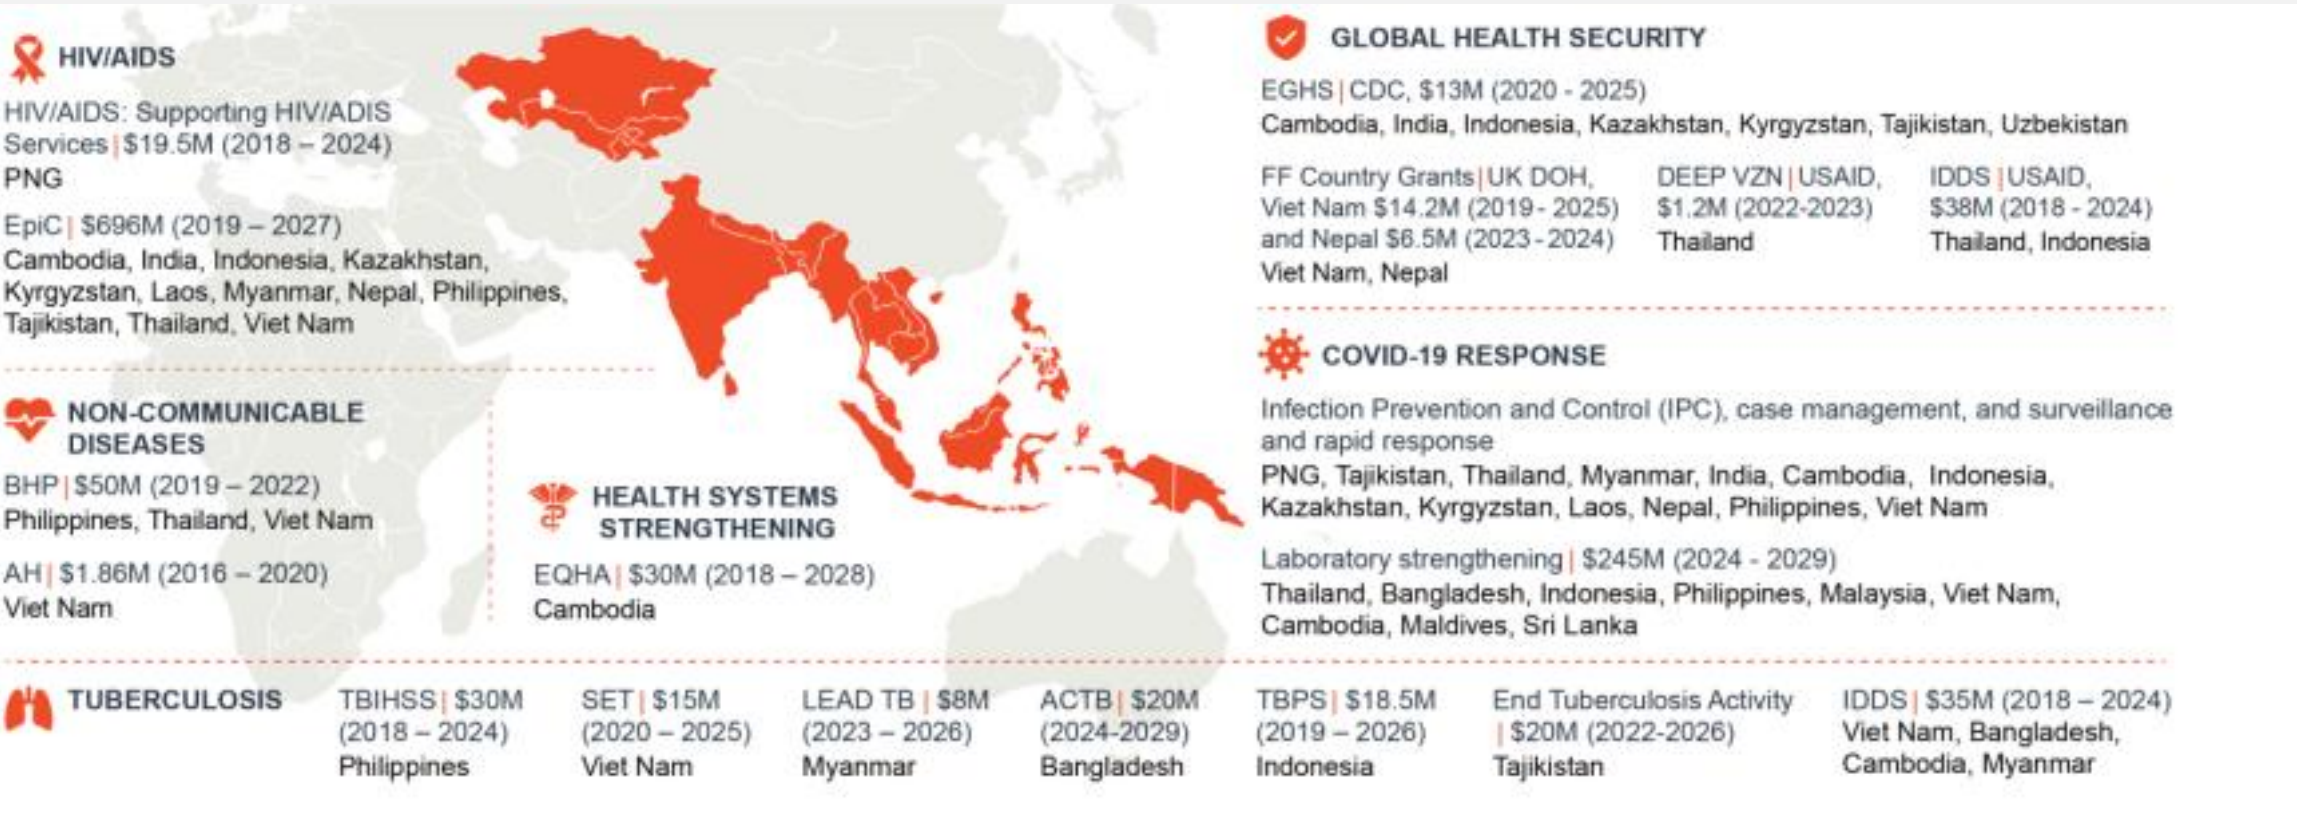 HIV/AIDS
HIV/AIDS: Supporting HIV/ADIS
Services | $19.5M (2018 – 2024)
PNG
EpiC | $696M (2019 – 2027)
Cambodia, India, Indonesia, Kazakhstan,
Kyrgyzstan, Laos, Myanmar, Nepal, Philippines,
Tajikistan, Thailand, Viet Nam
NON-COMMUNICABLE
DISEASES
BHP | $50M (2019 – 2022)
Philippines, Thailand, Viet Nam
AH | $1.86M (2016 – 2020)
Viet Nam
HEALTH SYSTEMS
STRENGTHENING
EQHA | $30M (2018 – 2028)
Cambodia
GLOBAL HEALTH SECURITY
EGHS | CDC, $13M (2020 - 2025)
Cambodia, India, Indonesia, Kazakhstan, Kyrgyzstan, Tajikistan, Uzbekistan
FF Country Grants | UK DOH,
Viet Nam $14.2M (2019 - 2025)
and Nepal $6.5M (2023 - 2024)
Viet Nam, Nepal
DEEP VZN | USAID,
$1.2M (2022-2023)
Thailand
IDDS | USAID,
$38M (2018 - 2024)
Thailand, Indonesia
COVID-19 RESPONSE
Infection Prevention and Control (IPC), case management, and surveillance
and rapid response
PNG, Tajikistan, Thailand, Myanmar, India, Cambodia, Indonesia,
Kazakhstan, Kyrgyzstan, Laos, Nepal, Philippines, Viet Nam
Laboratory strengthening | $245M (2024 - 2029)
Thailand, Bangladesh, Indonesia, Philippines, Malaysia, Viet Nam,
Cambodia, Maldives, Sri Lanka
TUBERCULOSIS
TBIHSS | $30M
(2018 – 2024)
Philippines
SET | $15M
(2020 – 2025)
Viet Nam
LEAD TB | $8M
(2023 – 2026)
Myanmar
ACTB | $20M
(2024-2029)
Bangladesh
TBPS | $18.5M
(2019 – 2026)
Indonesia
End Tuberculosis Activity
| $20M (2022-2026)
Tajikistan
IDDS | $35M (2018 – 2024)
Viet Nam, Bangladesh,
Cambodia, Myanmar